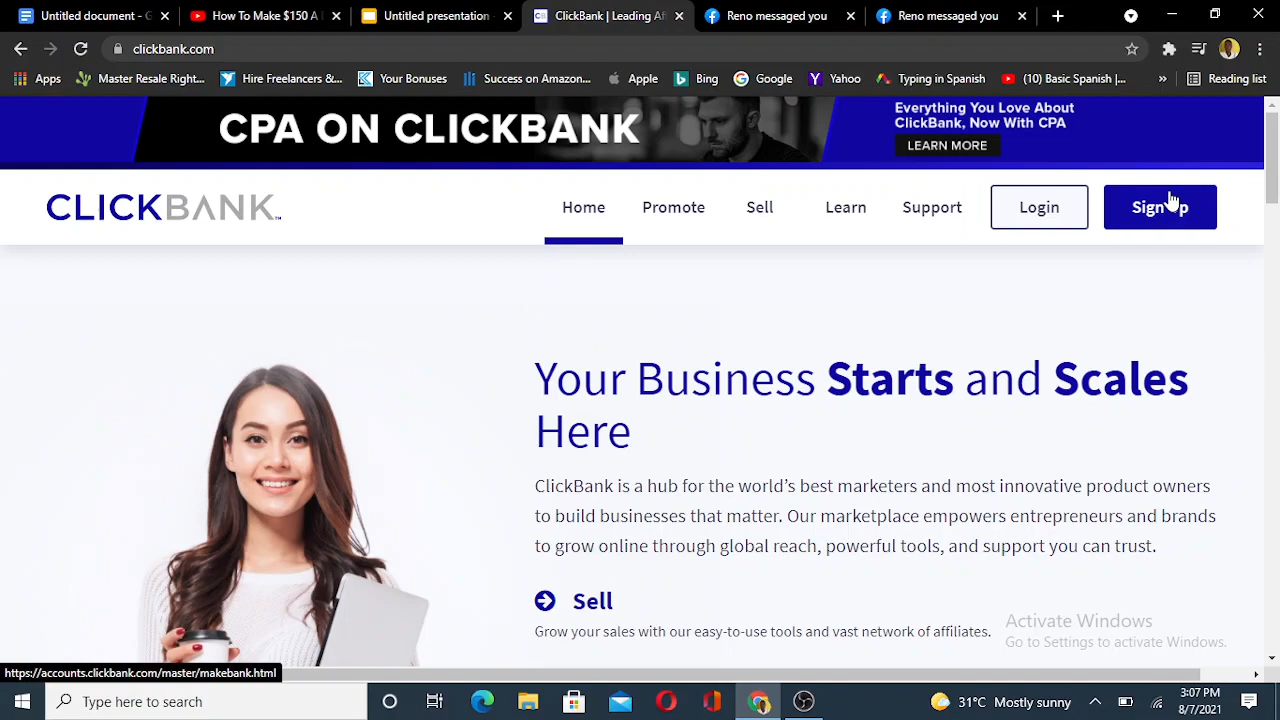 Untitled document - G
How To Make $150 A
Untitled presentation -
CB ClickBank | Leading Af
Reno messaged you
Reno messaged you
clickbank.com
Apps
Master Resale Right...
Hire Freelancers &...
Your Bonuses
Success on Amazon...
Apple
Bing
Google
Yahoo
Typing in Spanish
(10) Basic Spanish |...
»
Reading list
CPA ON CLICKBANK
Everything You Love About
ClickBank, Now With CPA
LEARN MORE
CLICKBANK™
Home
Promote
Sell
Learn
Support
Login
Sign Up
Your Business Starts and Scales
Here
ClickBank is a hub for the world's best marketers and most innovative product owners
to build businesses that matter. Our marketplace empowers entrepreneurs and brands
to grow online through global reach, powerful tools, and support you can trust.
Sell
Grow your sales with our easy-to-use tools and vast network of affiliates.
Activate Windows
Go to Settings to activate Windows.
https://accounts.clickbank.com/master/makebank.html
Type here to search
31°C Mostly sunny
3:07 PM
8/7/2021